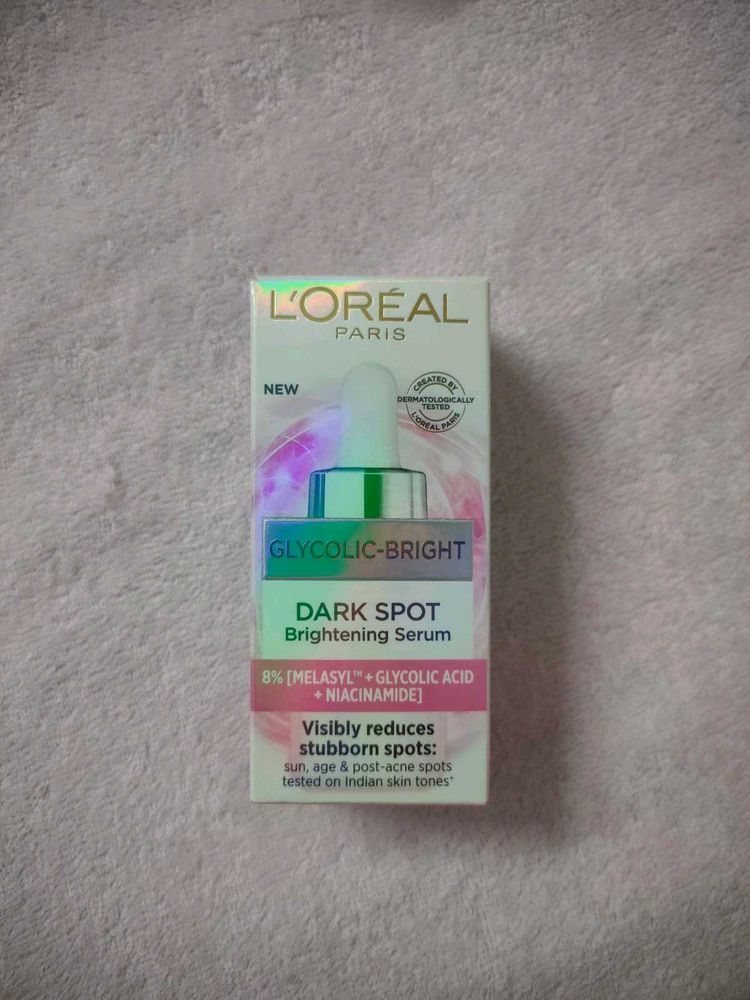 L'ORÉAL
PARiS
NEW
CREATED BY
DERMATOLOGICALLY
TESTED
L'ORÉAL PARIS
GLYCOLIC-BRIGHT
DARK SPOT
Brightening Serum
8% [MELASYL™ + GLYCOLIC ACID
+ NIACINAMIDE]
Visibly reduces
stubborn spots:
sun, age & post-acne spots
tested on Indian skin tones⁺